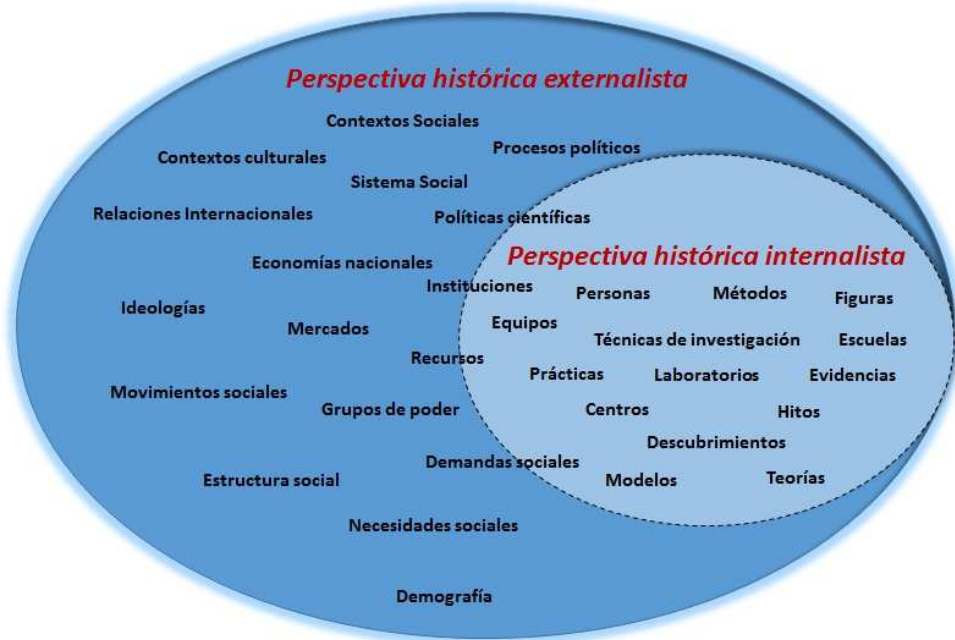 Perspectiva histórica externalista
Contextos Sociales
Procesos políticos
Contextos culturales
Sistema Social
Relaciones Internacionales
Políticas científicas
Perspectiva histórica internalista
Economías nacionales
Instituciones
Personas
Métodos
Figuras
Ideologías
Mercados
Equipos
Técnicas de investigación
Escuelas
Recursos
Prácticas
Laboratorios
Evidencias
Movimientos sociales
Grupos de poder
Centros
Hitos
Descubrimientos
Demandas sociales
Estructura social
Modelos
Teorías
Necesidades sociales
Demografía